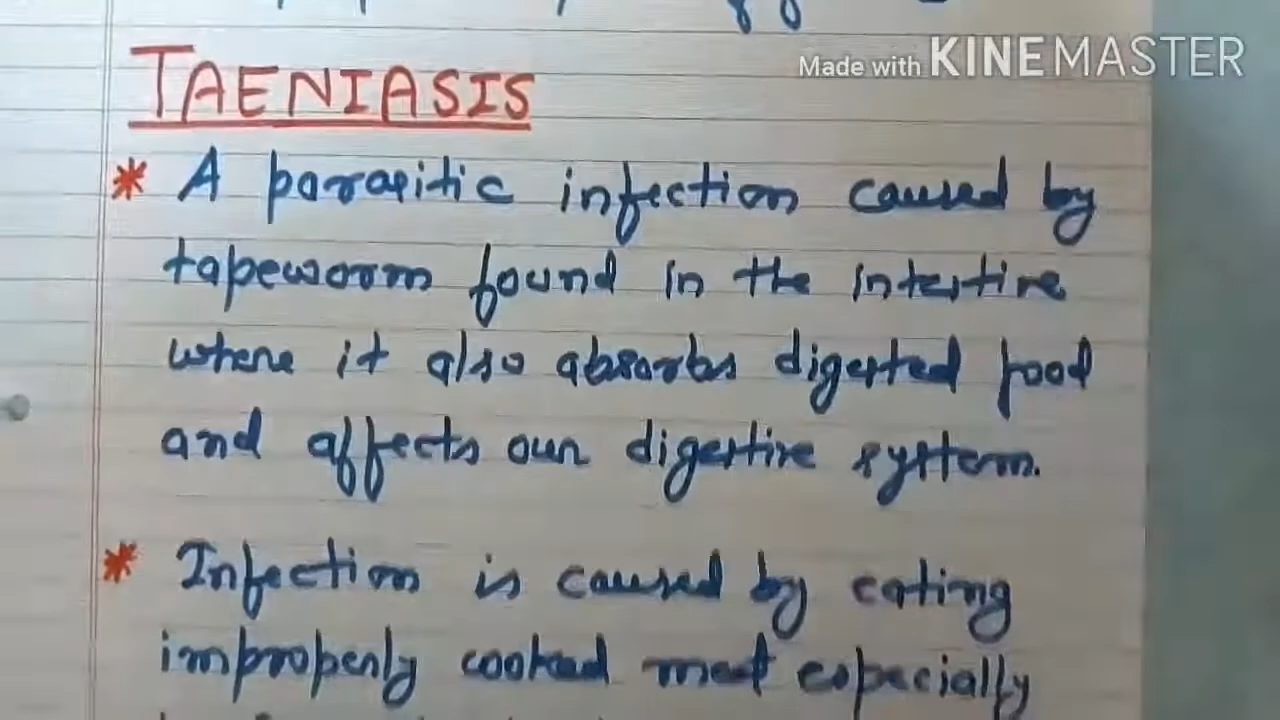 Made with KINEMASTER
TAENIASIS
* A parasitic infection caused by
tapeworm found in the intestine
where it also absorbs digested food
and affects our digestive system.
* Infection is caused by eating
improperly cooked meat especially